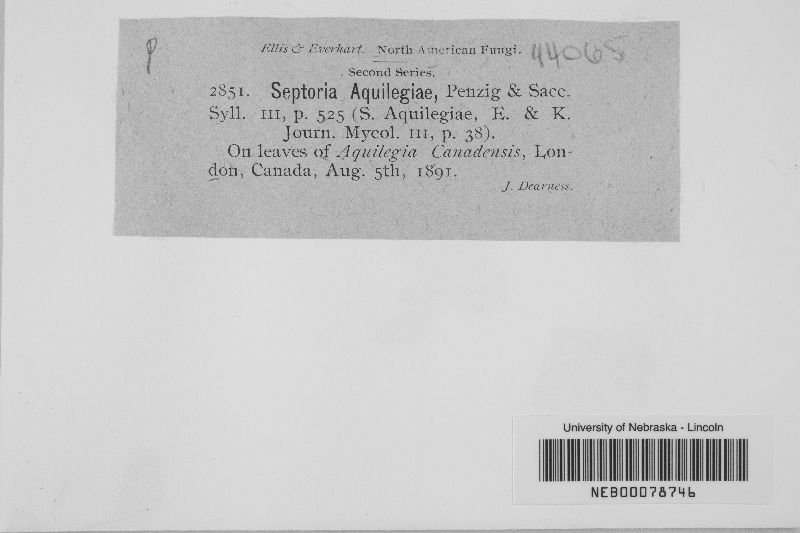 p
Ellis & Everhart. North American Fungi. 44065
Second Series.
2851. Septoria Aquilegiae, Penzig & Sacc.
Syll. III, p. 525 (S. Aquilegiae, E. & K.
Journ. Mycol. III, p. 38).
On leaves of Aquilegia Canadensis, Lon-
don, Canada, Aug. 5th, 1891.
J. Dearness.
University of Nebraska - Lincoln
NEB00078746